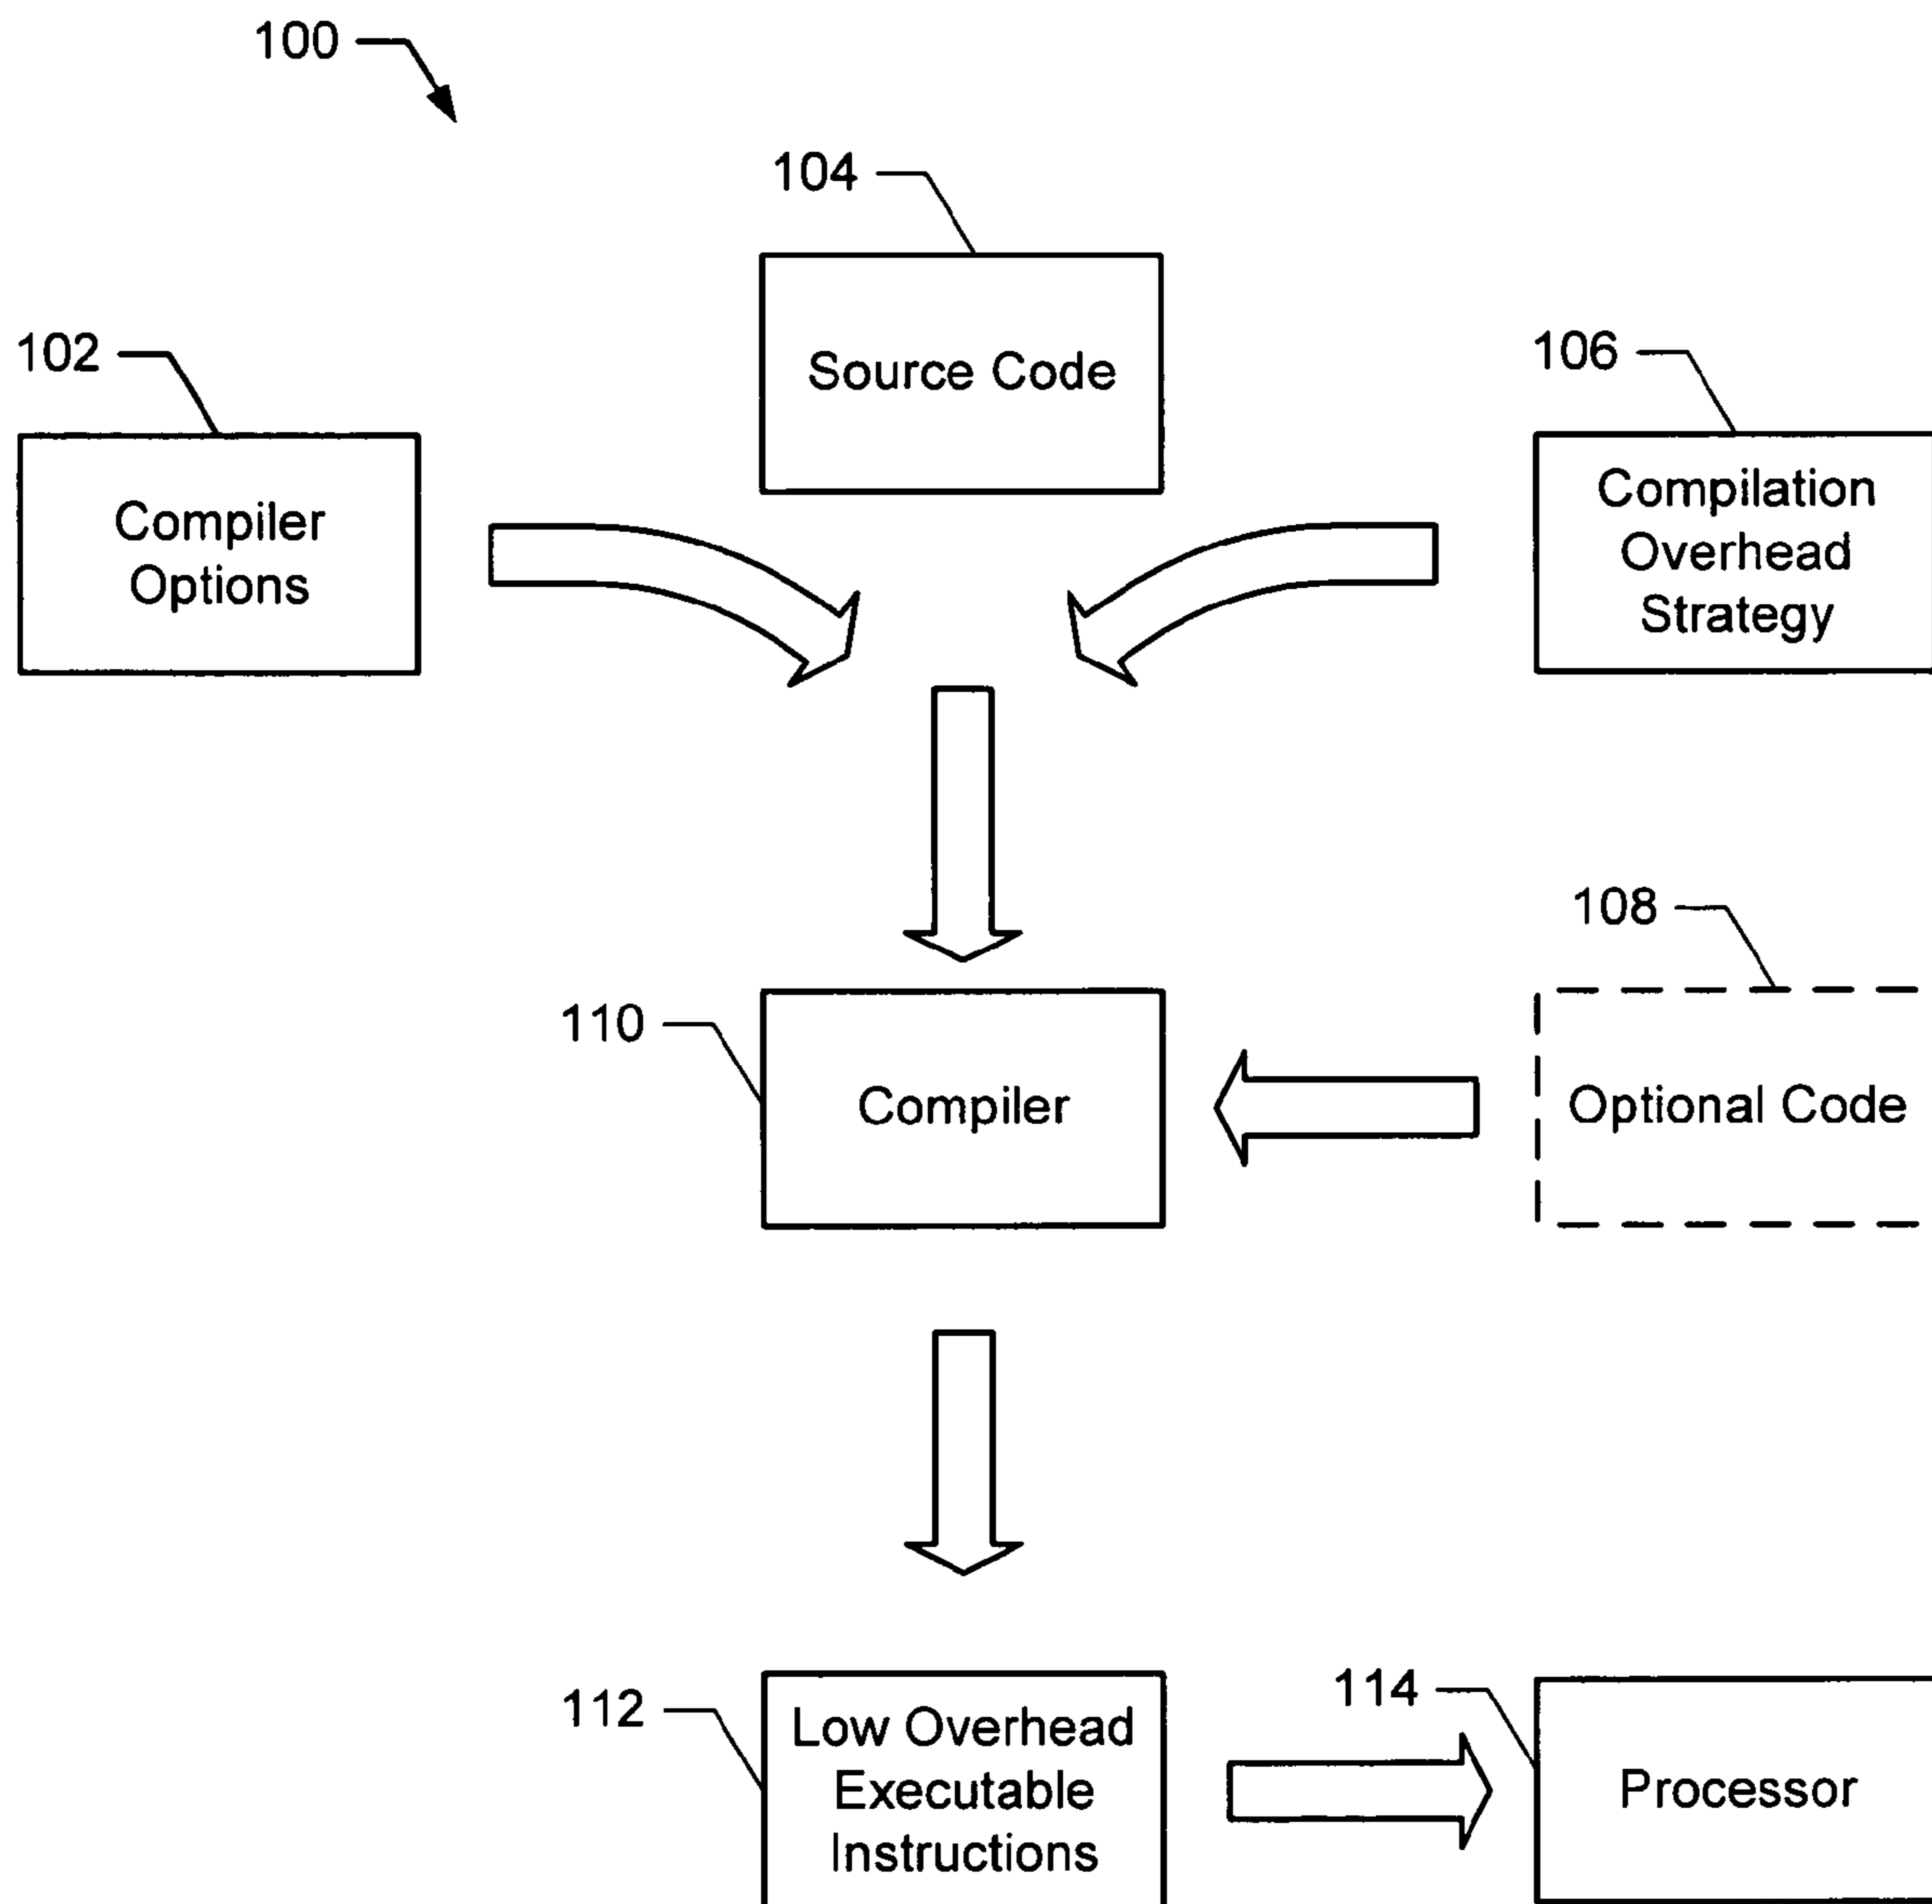 100
104
Source Code
102
Compiler
Options
106
Compilation
Overhead
Strategy
108
Optional Code
110
Compiler
112
Low Overhead
Executable
Instructions
114
Processor